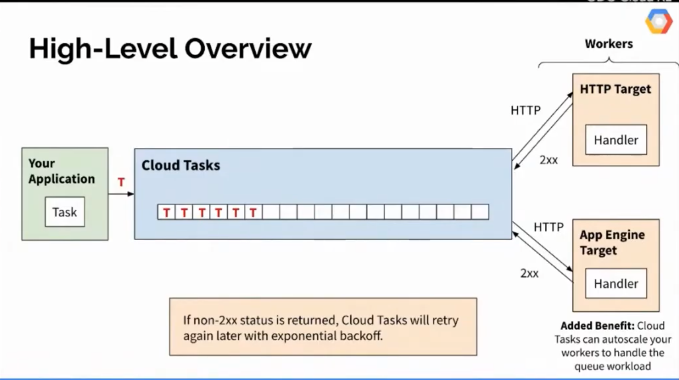 High-Level Overview
Workers
HTTP Target
Handler
HTTP
2xx
Your
Application
Task
T
Cloud Tasks
T T T T T T
HTTP
2xx
App Engine
Target
Handler
If non-2xx status is returned, Cloud Tasks will retry
again later with exponential backoff.
Added Benefit: Cloud
Tasks can autoscale your
workers to handle the
queue workload